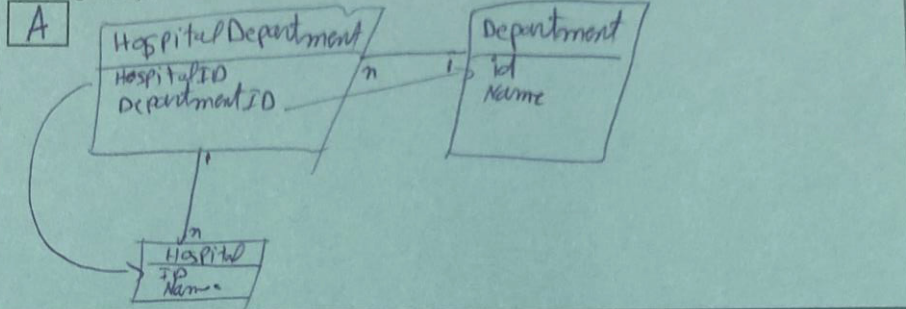 A
HospitalDepartment
HospitalID
DepartmentID
n
1
Department
id
Name
1
n
Hospital
ID
Name